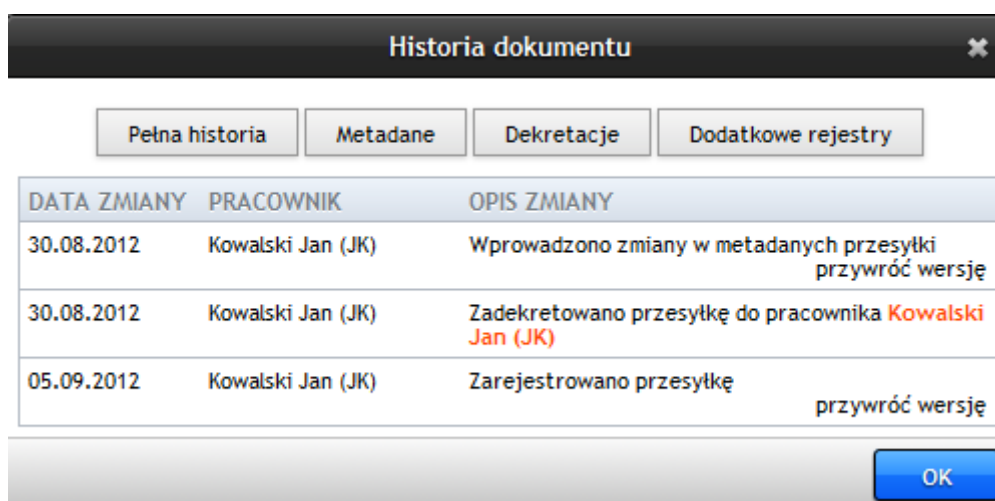 Historia dokumentu
Pełna historia Metadane Dekretacje Dodatkowe rejestry
DATA ZMIANY PRACOWNIK OPIS ZMIANY
30.08.2012 Kowalski Jan (JK) Wprowadzono zmiany w metadanych przesyłki
przywróć wersję
30.08.2012 Kowalski Jan (JK) Zadekretowano przesyłkę do pracownika Kowalski
Jan (JK)
05.09.2012 Kowalski Jan (JK) Zarejestrowano przesyłkę
przywróć wersję
OK